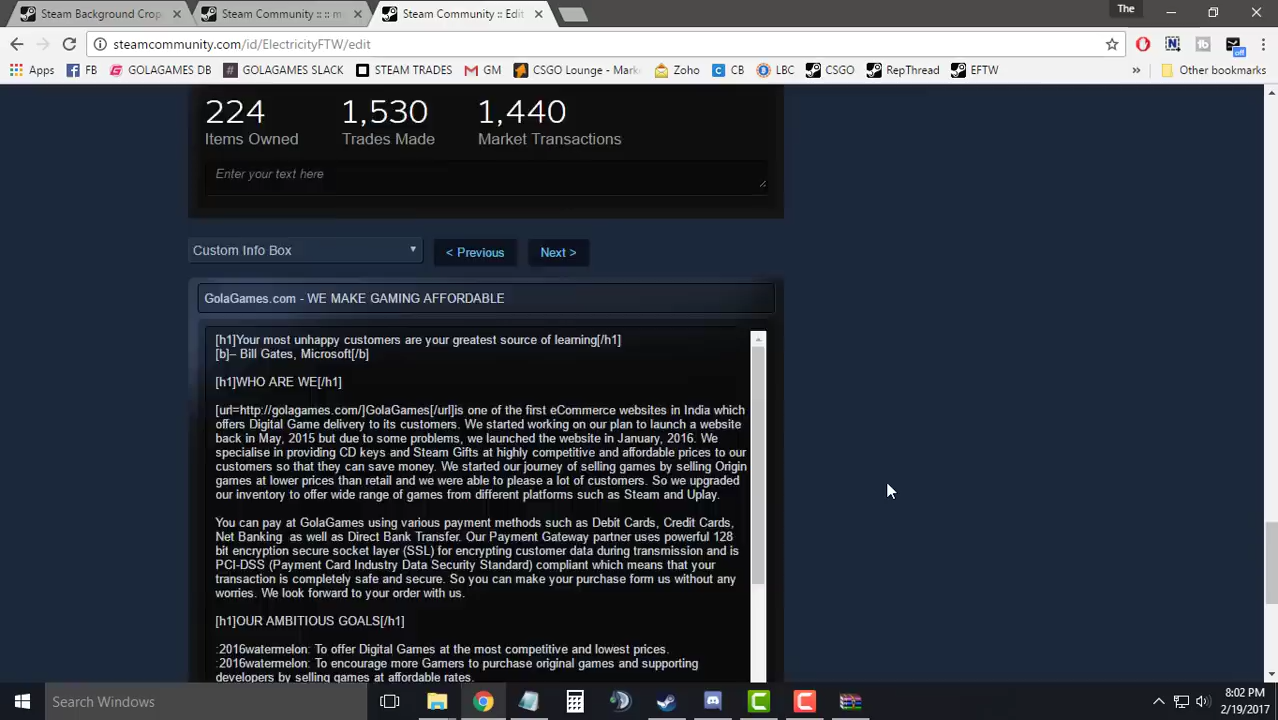 Steam Background Crop
Steam Community :: :: m
Steam Community :: Edit
The
steamcommunity.com/id/ElectricityFTW/edit
off
Apps
FB
GOLAGAMES DB
GOLAGAMES SLACK
STEAM TRADES
GM
CSGO Lounge - Mark
Zoho
CB
LBC
CSGO
RepThread
EFTW
»
Other bookmarks
224
1,530
1,440
Items Owned
Trades Made
Market Transactions
Enter your text here
Custom Info Box
< Previous
Next >
GolaGames.com - WE MAKE GAMING AFFORDABLE
[h1]Your most unhappy customers are your greatest source of learning[/h1]
[b]– Bill Gates, Microsoft[/b]
[h1]WHO ARE WE[/h1]
[url=http://golagames.com/]GolaGames[/url]is one of the first eCommerce websites in India which
offers Digital Game delivery to its customers. We started working on our plan to launch a website
back in May, 2015 but due to some problems, we launched the website in January, 2016. We
specialise in providing CD keys and Steam Gifts at highly competitive and affordable prices to our
customers so that they can save money. We started our journey of selling games by selling Origin
games at lower prices than retail and we were able to please a lot of customers. So we upgraded
our inventory to offer wide range of games from different platforms such as Steam and Uplay.
You can pay at GolaGames using various payment methods such as Debit Cards, Credit Cards,
Net Banking as well as Direct Bank Transfer. Our Payment Gateway partner uses powerful 128
bit encryption secure socket layer (SSL) for encrypting customer data during transmission and is
PCI-DSS (Payment Card Industry Data Security Standard) compliant which means that your
transaction is completely safe and secure. So you can make your purchase form us without any
worries. We look forward to your order with us.
[h1]OUR AMBITIOUS GOALS[/h1]
:2016watermelon: To offer Digital Games at the most competitive and lowest prices.
:2016watermelon: To encourage more Gamers to purchase original games and supporting
developers by selling games at affordable rates.
Search Windows
8:02 PM
2/19/2017